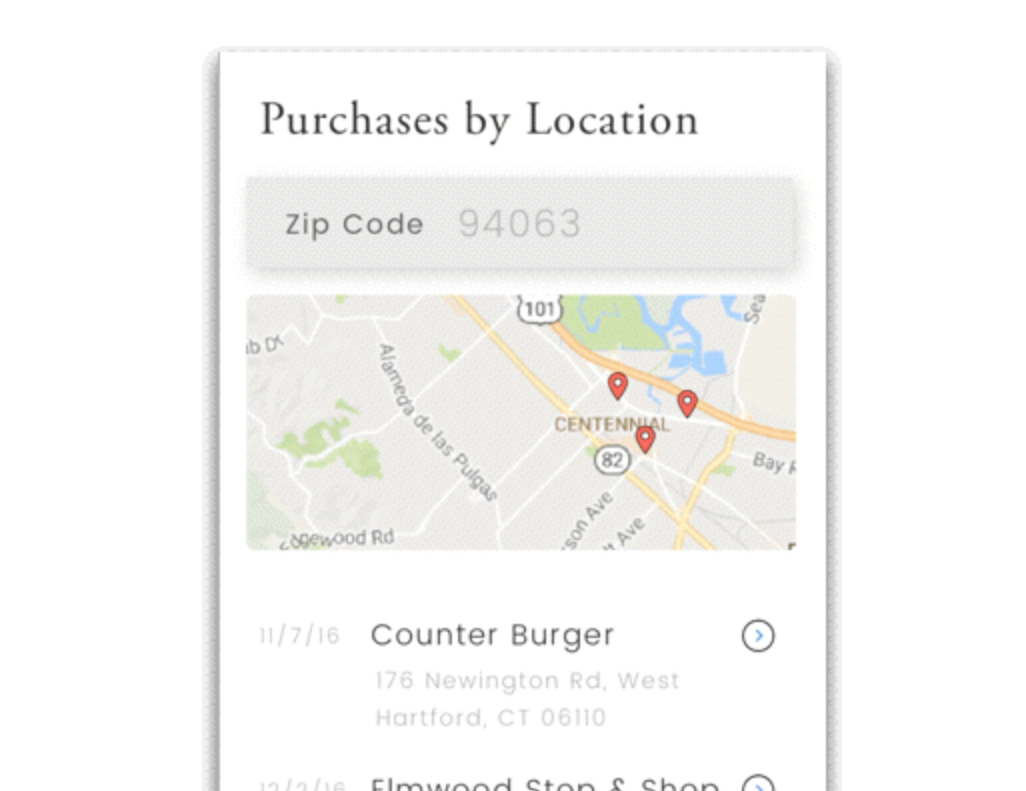 Purchases by Location
Zip Code 94063
101
Alameda de las Pulgas
CENTENNIAL
82
Bay
Ave
Ave
Rd
11/7/16 Counter Burger
176 Newington Rd, West
Hartford, CT 06110
12/2/16 Elmwood Stop & Shop